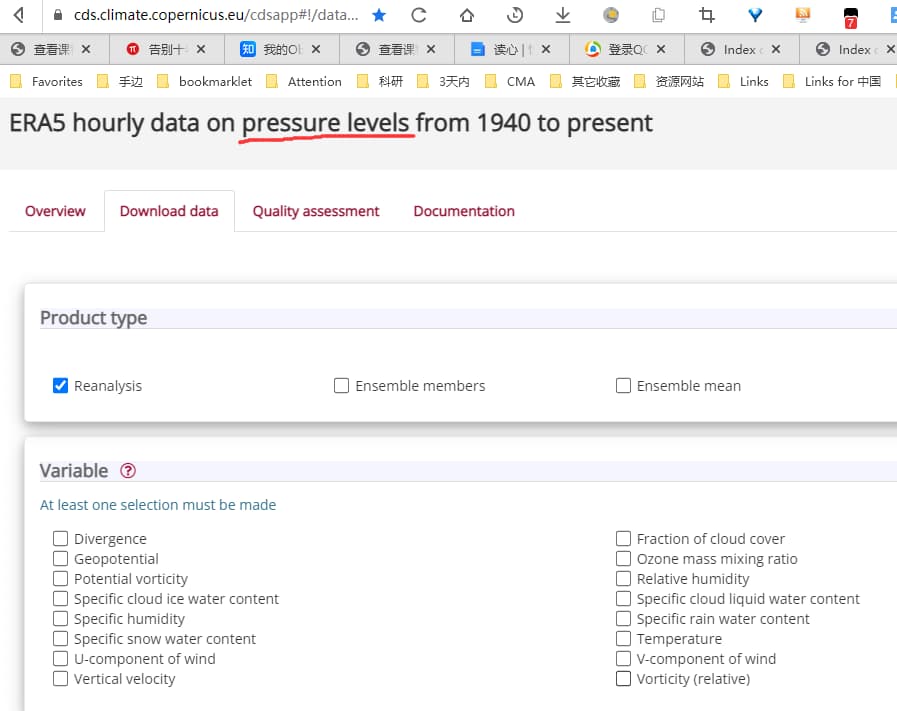 cds.climate.copernicus.eu/cdsapp#!/data...
7
查看课 告别十 知 我的Ob 查看课 读心 | 登录QQ Index Index
Favorites 手边 bookmarklet Attention 科研 3天内 CMA 其它收藏 资源网站 Links Links for 中国
ERA5 hourly data on pressure levels from 1940 to present
Overview Download data Quality assessment Documentation
Product type
Reanalysis Ensemble members Ensemble mean
Variable ?
At least one selection must be made
Divergence Fraction of cloud cover
Geopotential Ozone mass mixing ratio
Potential vorticity Relative humidity
Specific cloud ice water content Specific cloud liquid water content
Specific humidity Specific rain water content
Specific snow water content Temperature
U-component of wind V-component of wind
Vertical velocity Vorticity (relative)